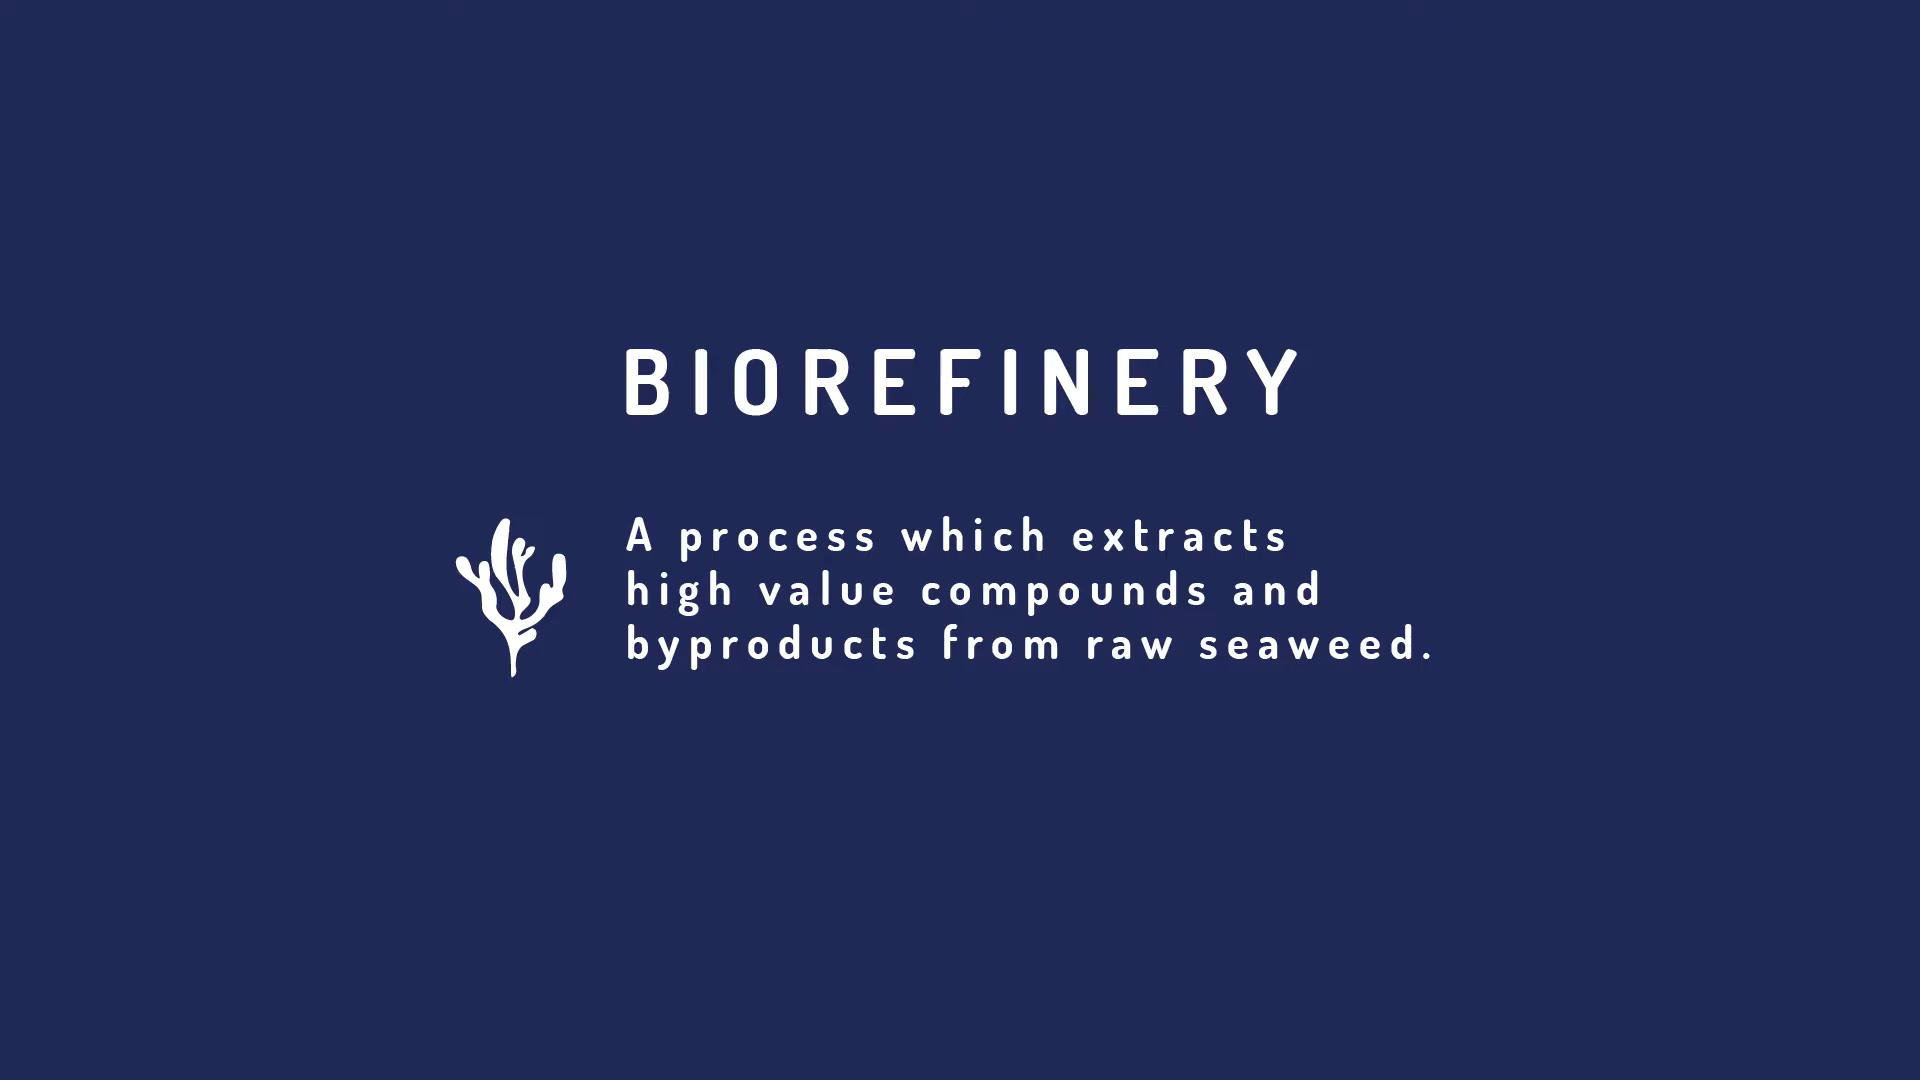 BIOREFINERY
A process which extracts
high value compounds and
byproducts from raw seaweed.